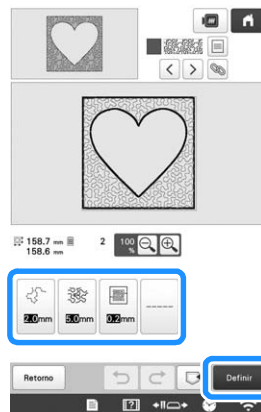 158.7 mm
158.6 mm
2
100 %
2.0mm
5.0mm
0.2mm
-----
Retorno
Definir
?